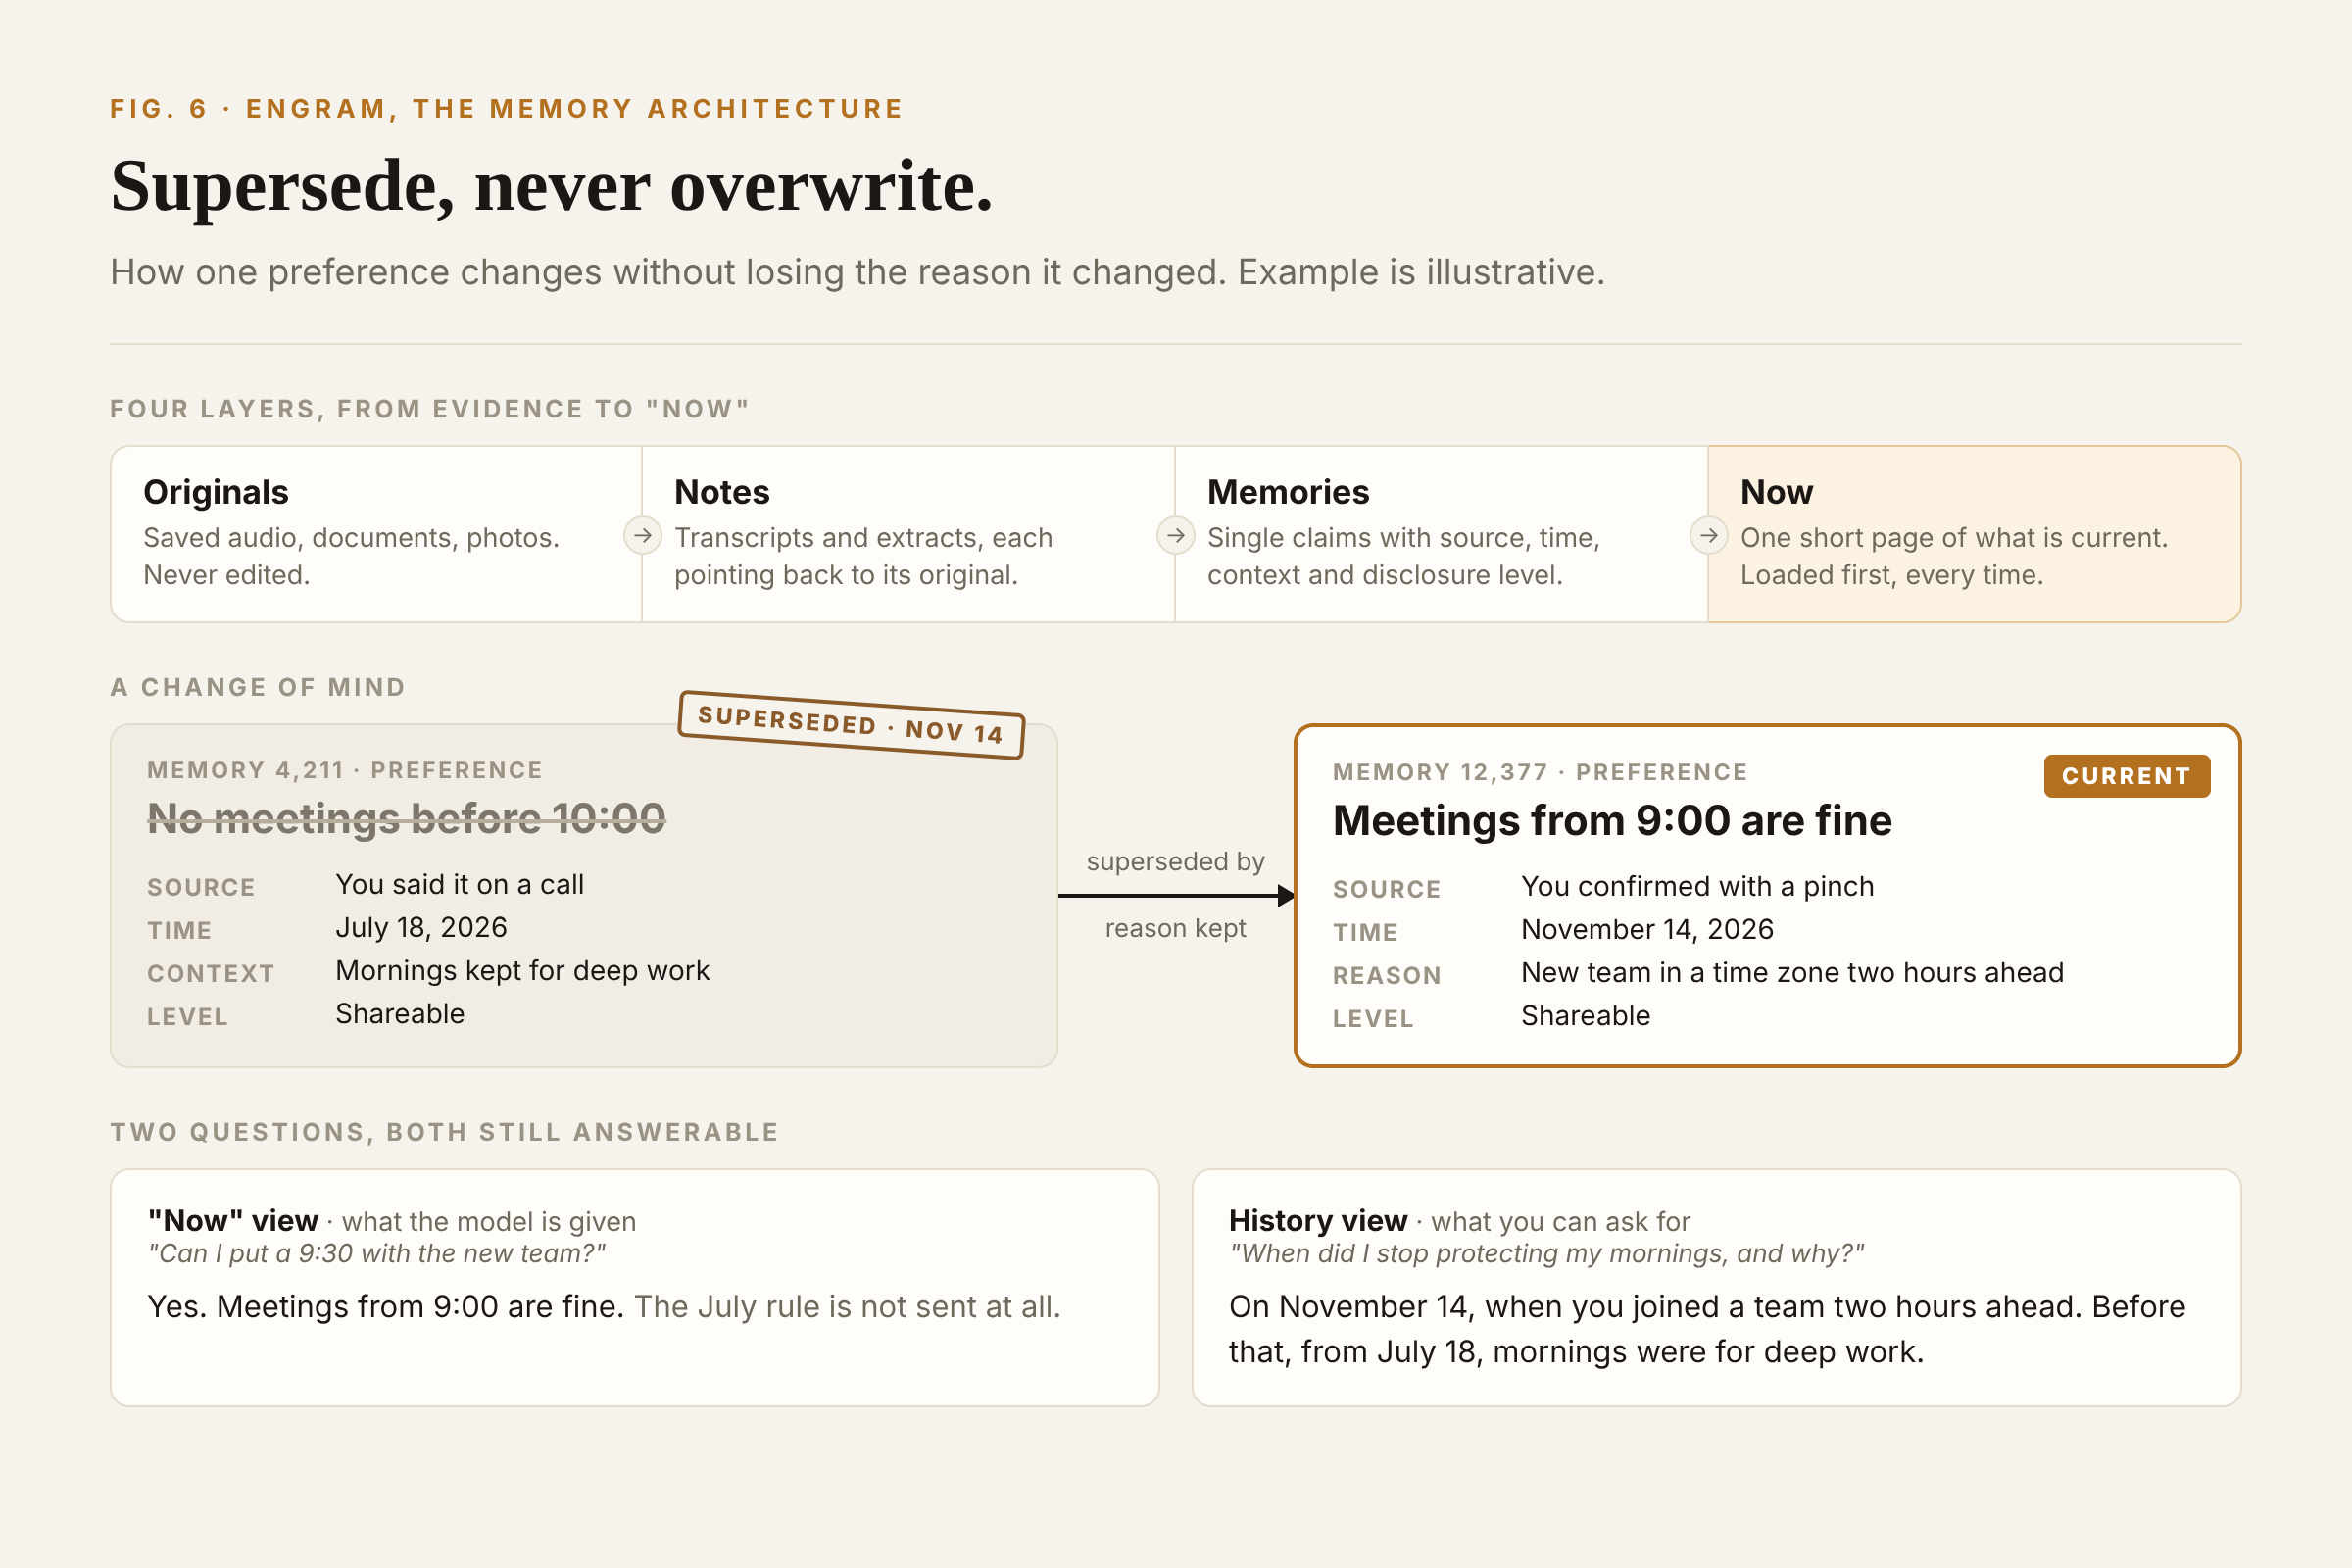 FIG. 6 · ENGRAM, THE MEMORY ARCHITECTURE
Supersede, never overwrite.
How one preference changes without losing the reason it changed. Example is illustrative.
FOUR LAYERS, FROM EVIDENCE TO "NOW"
Originals
Saved audio, documents, photos.
Never edited.
→
Notes
Transcripts and extracts, each
pointing back to its original.
→
Memories
Single claims with source, time,
context and disclosure level.
→
Now
One short page of what is current.
Loaded first, every time.
A CHANGE OF MIND
SUPERSEDED · NOV 14
MEMORY 4,211 · PREFERENCE
No meetings before 10:00
SOURCE You said it on a call
TIME July 18, 2026
CONTEXT Mornings kept for deep work
LEVEL Shareable
superseded by
reason kept
MEMORY 12,377 · PREFERENCE
CURRENT
Meetings from 9:00 are fine
SOURCE You confirmed with a pinch
TIME November 14, 2026
REASON New team in a time zone two hours ahead
LEVEL Shareable
TWO QUESTIONS, BOTH STILL ANSWERABLE
"Now" view · what the model is given
"Can I put a 9:30 with the new team?"
Yes. Meetings from 9:00 are fine. The July rule is not sent at all.
History view · what you can ask for
"When did I stop protecting my mornings, and why?"
On November 14, when you joined a team two hours ahead. Before
that, from July 18, mornings were for deep work.